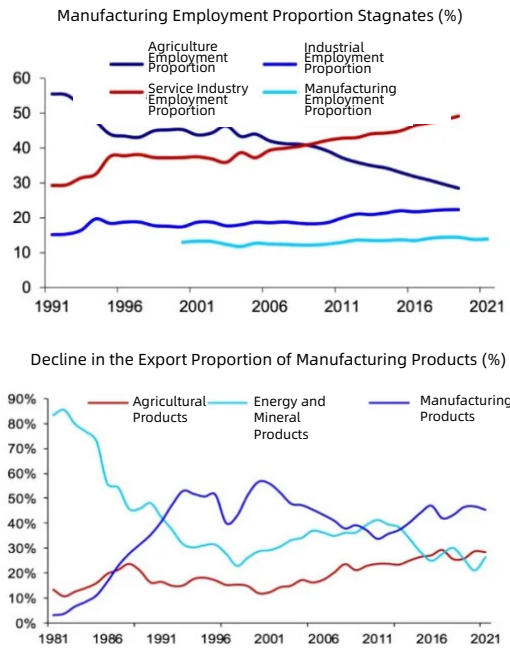 Manufacturing Employment Proportion Stagnates (%)
Agriculture
Employment
Proportion
Industrial
Employment
Proportion
Service Industry
Employment
Proportion
Manufacturing
Employment
Proportion
60
50
40
30
20
10
0
1991
1996
2001
2006
2011
2016
2021
Decline in the Export Proportion of Manufacturing Products (%)
Agricultural
Products
Energy and
Mineral
Products
Manufacturing
Products
90%
80%
70%
60%
50%
40%
30%
20%
10%
0%
1981
1986
1991
1996
2001
2006
2012
2016
2021